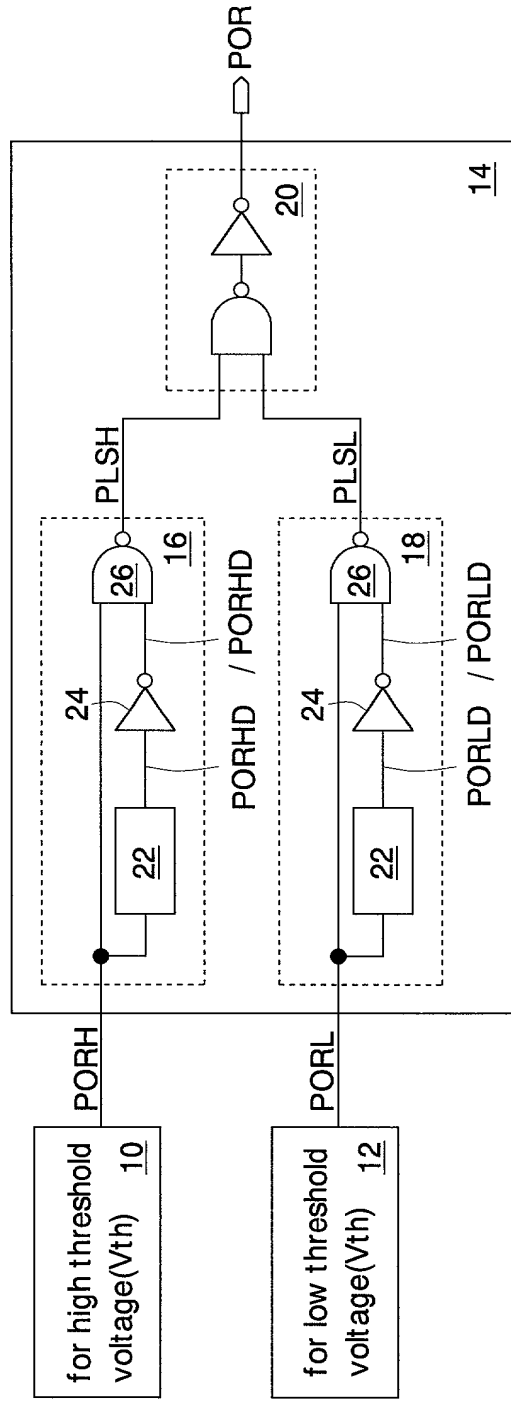 for high threshold
voltage(Vth)
10
PORH
22
24
26
16
PORHD
/ PORHD
PLSH
for low threshold
voltage(Vth)
12
PORL
22
24
26
18
PORLD
/ PORLD
PLSL
20
14
POR